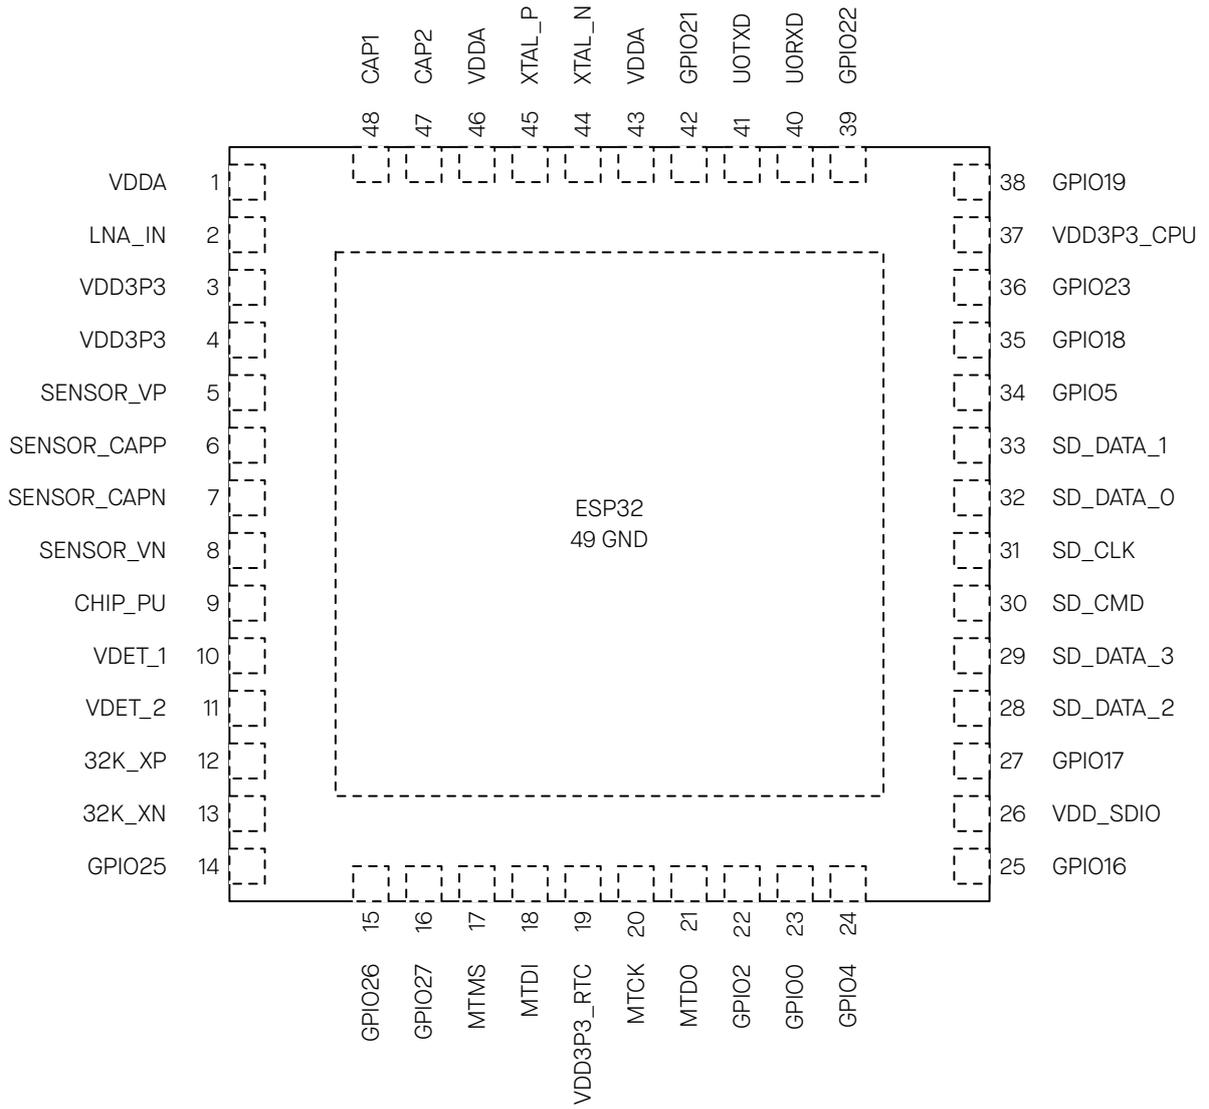 CAP1 CAP2 VDDA XTAL_P XTAL_N VDDA GPIO21 U0TXD U0RXD GPIO22
48 47 46 45 44 43 42 41 40 39
VDDA 1 38 GPIO19
LNA_IN 2 37 VDD3P3_CPU
VDD3P3 3 36 GPIO23
VDD3P3 4 35 GPIO18
SENSOR_VP 5 34 GPIO5
SENSOR_CAPP 6 33 SD_DATA_1
SENSOR_CAPN 7 32 SD_DATA_0
ESP32
49 GND
SENSOR_VN 8 31 SD_CLK
CHIP_PU 9 30 SD_CMD
VDET_1 10 29 SD_DATA_3
VDET_2 11 28 SD_DATA_2
32K_XP 12 27 GPIO17
32K_XN 13 26 VDD_SDIO
GPIO25 14 25 GPIO16
15 16 17 18 19 20 21 22 23 24
GPIO26 GPIO27 MTMS MTDI VDD3P3_RTC MTCK MTDO GPIO2 GPIO0 GPIO4